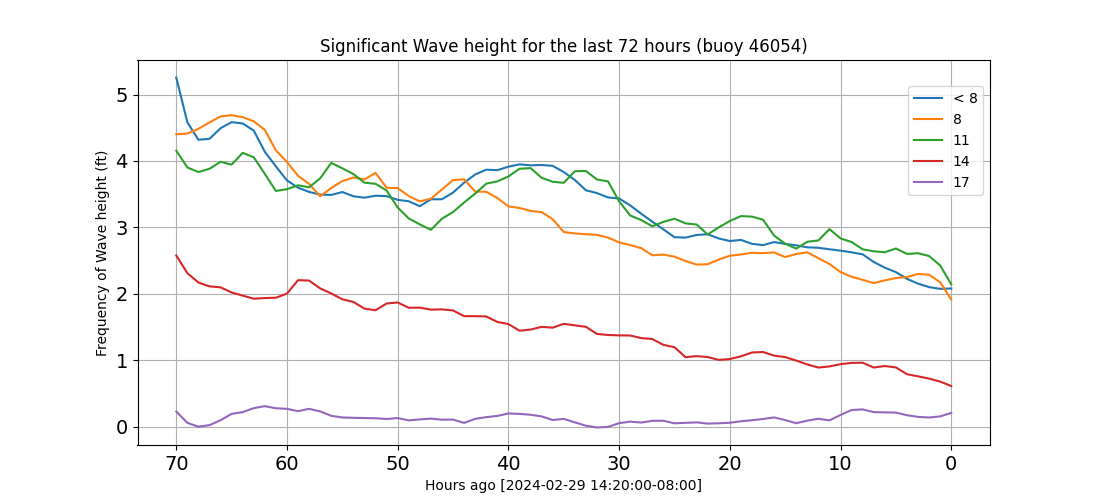 Significant Wave height for the last 72 hours (buoy 46054)
Frequency of Wave height (ft)
5
4
3
2
1
0
< 8
8
11
14
17
70 60 50 40 30 20 10 0
Hours ago [2024-02-29 14:20:00-08:00]